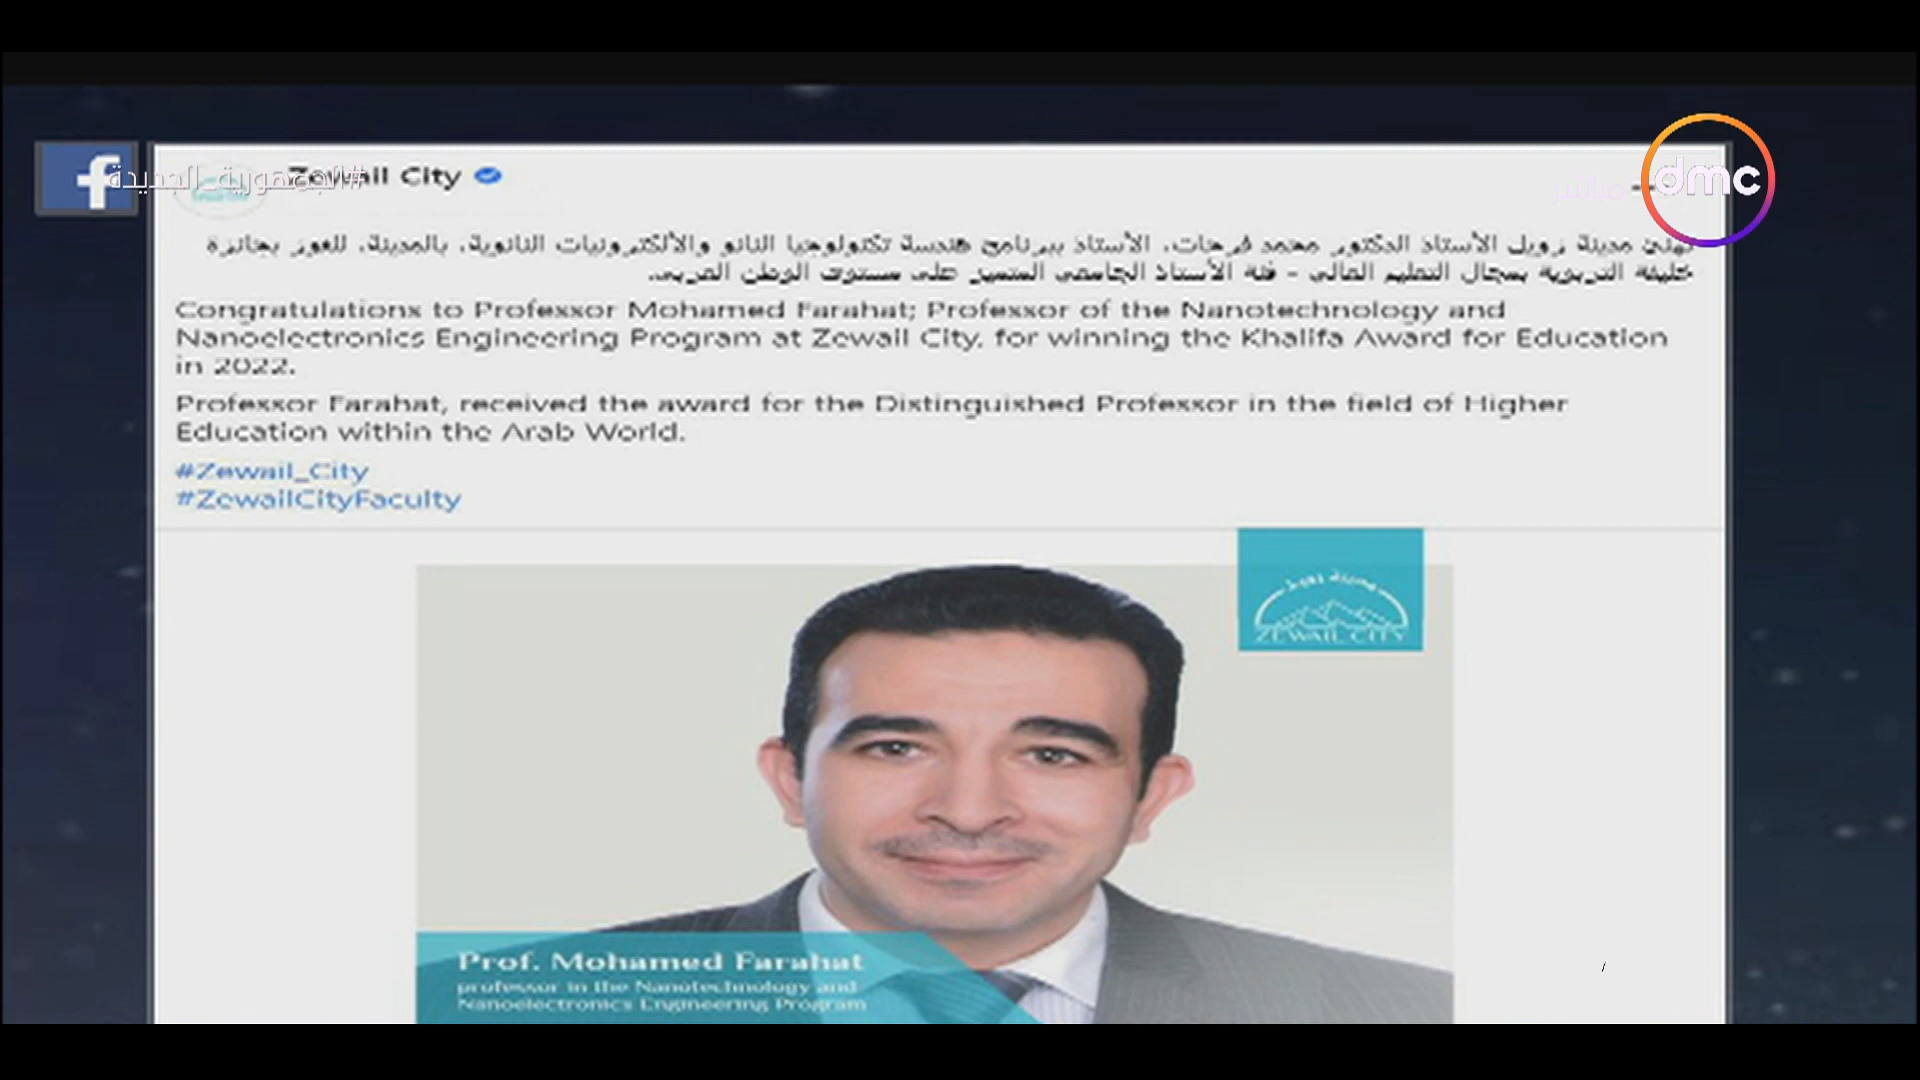 #الجمهورية_الجديدة
Zewail City
dmc
مباشر
تهنئ مدينة زويل الأستاذ الدكتور محمد فرحات، الأستاذ ببرنامج هندسة تكنولوجيا النانو والألكترونيات النانوية، بالمدينة، للفوز بجائزة
خليفة التربوية بمجال التعليم العالي - فئة الأستاذ الجامعي المتميز على مستوى الوطن العربي.
Congratulations to Professor Mohamed Farahat; Professor of the Nanotechnology and
Nanoelectronics Engineering Program at Zewail City, for winning the Khalifa Award for Education
in 2022.
Professor Farahat, received the award for the Distinguished Professor in the field of Higher
Education within the Arab World.
#Zewail_City
#ZewailCityFaculty
مدينة زويل
ZEWAIL CITY
Prof. Mohamed Farahat
professor in the Nanotechnology and
Nanoelectronics Engineering Program